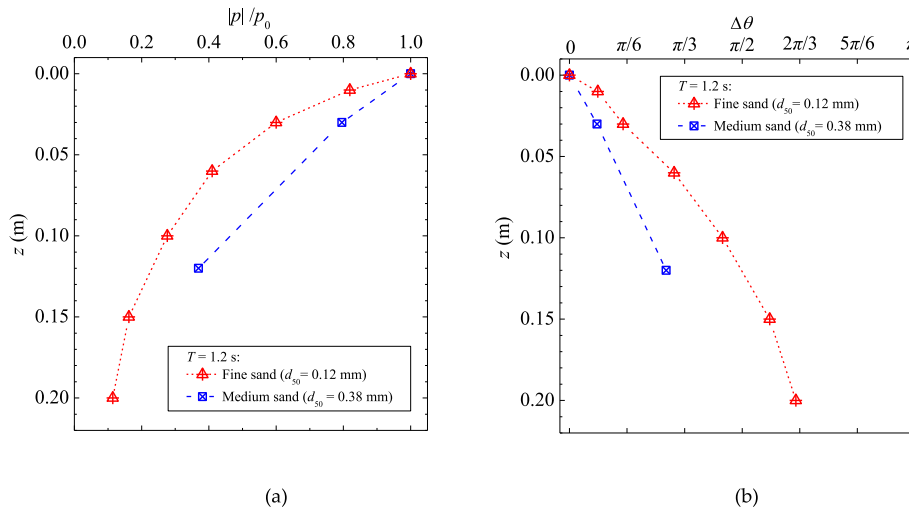 |p| /p0
0.0 0.2 0.4 0.6 0.8 1.0
0.00
0.05
0.10
0.15
0.20
z (m)
T = 1.2 s:
Fine sand (d50= 0.12 mm)
Medium sand (d50= 0.38 mm)
(a)
Δθ
0 π/6 π/3 π/2 2π/3 5π/6
0.00
0.05
0.10
0.15
0.20
z (m)
T = 1.2 s:
Fine sand (d50= 0.12 mm)
Medium sand (d50= 0.38 mm)
(b)